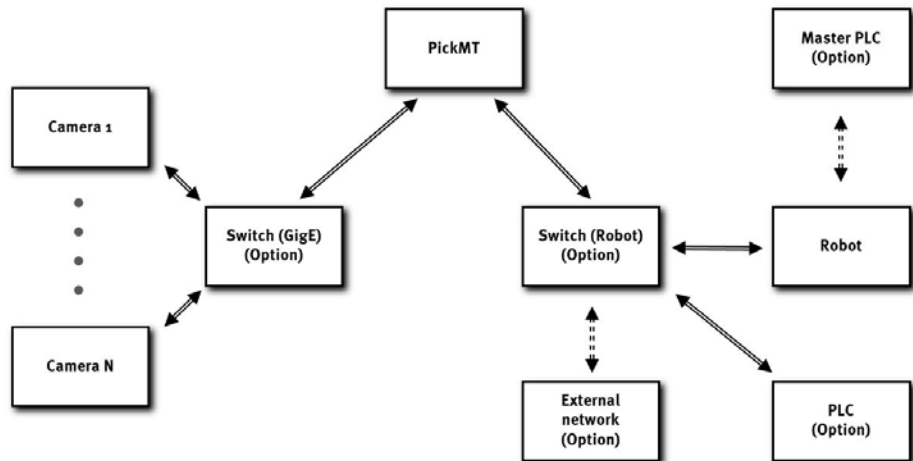 PickMT
Master PLC
(Option)
Camera 1
Switch (GigE)
(Option)
Switch (Robot)
(Option)
Robot
Camera N
External
network
(Option)
PLC
(Option)